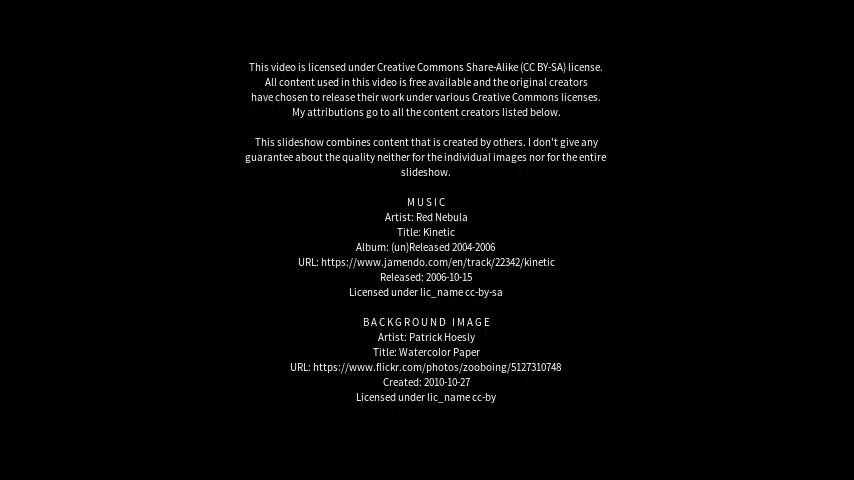 This video is licensed under Creative Commons Share-Alike (CC BY-SA) license.
All content used in this video is free available and the original creators
have chosen to release their work under various Creative Commons licenses.
My attributions go to all the content creators listed below.
This slideshow combines content that is created by others. I don't give any
guarantee about the quality neither for the individual images nor for the entire
slideshow.
MUSIC
Artist: Red Nebula
Title: Kinetic
Album: (un)Released 2004-2006
URL: https://www.jamendo.com/en/track/22342/kinetic
Released: 2006-10-15
Licensed under lic_name cc-by-sa
BACKGROUND IMAGE
Artist: Patrick Hoesly
Title: Watercolor Paper
URL: https://www.flickr.com/photos/zooboing/5127310748
Created: 2010-10-27
Licensed under lic_name cc-by